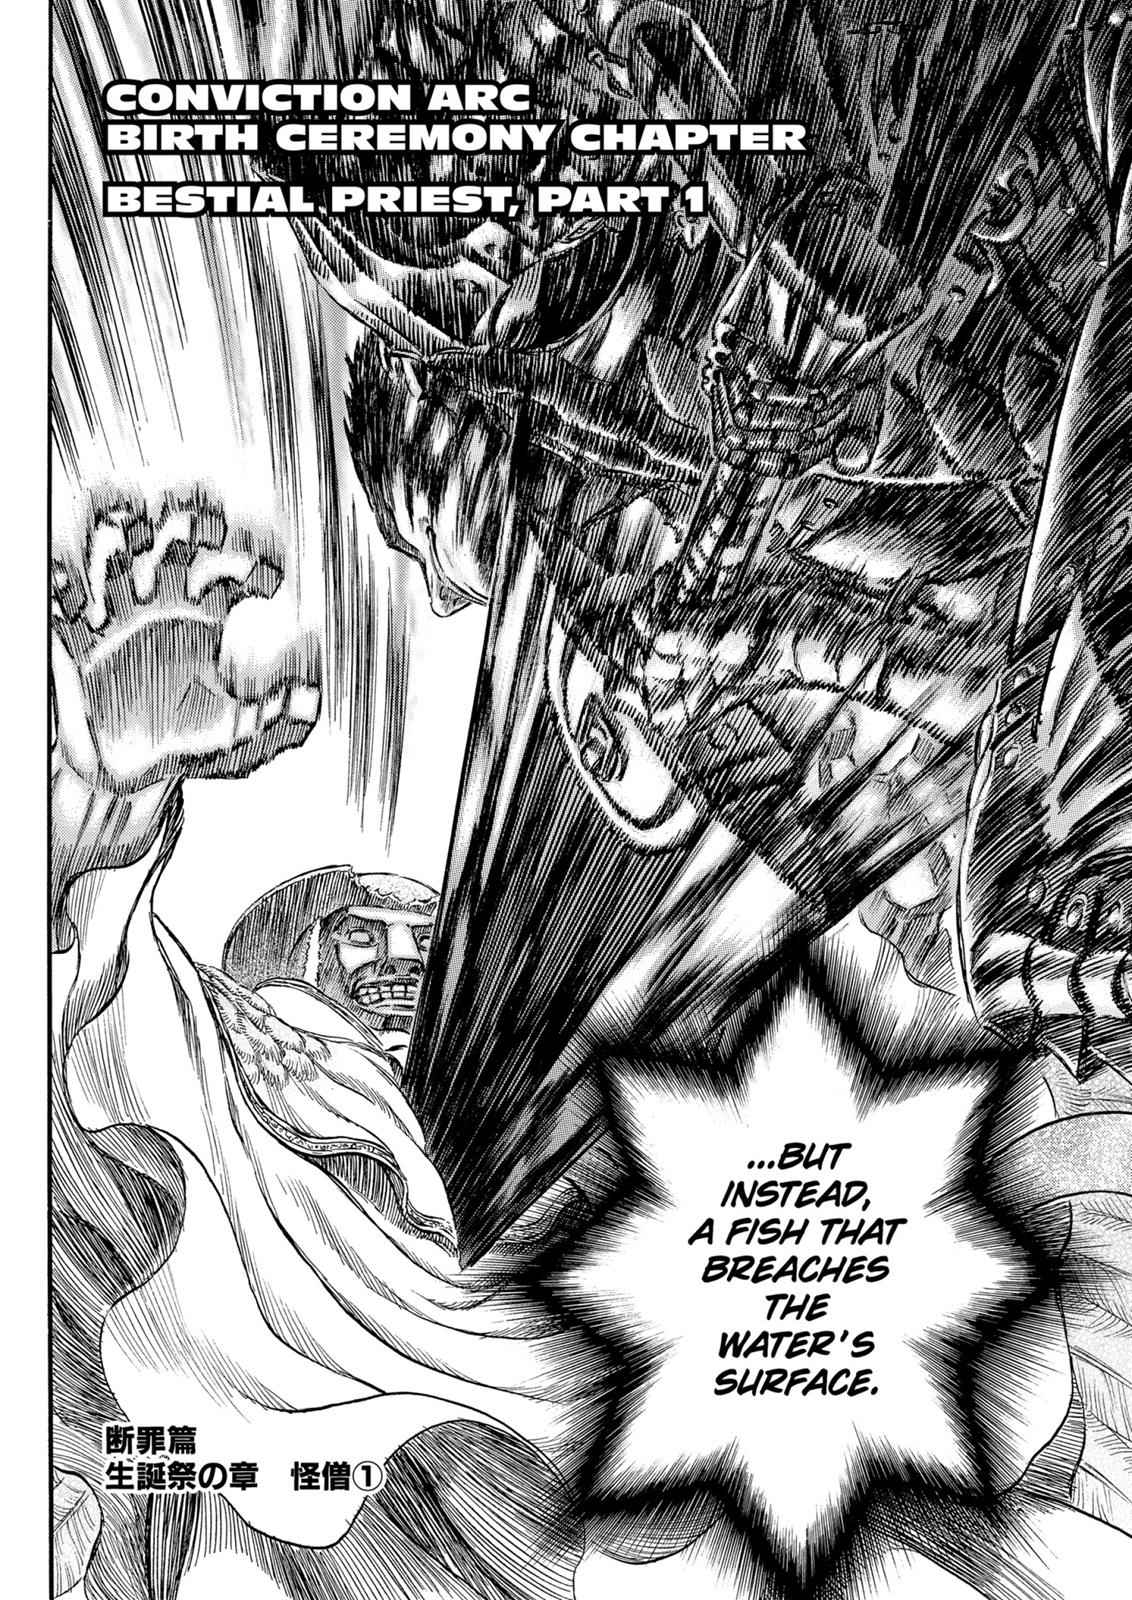 CONVICTION ARC
BIRTH CEREMONY CHAPTER
BESTIAL PRIEST, PART 1
...BUT
INSTEAD,
A FISH THAT
BREACHES
THE
WATER'S
SURFACE.
断罪篇
生誕祭の章 怪僧①